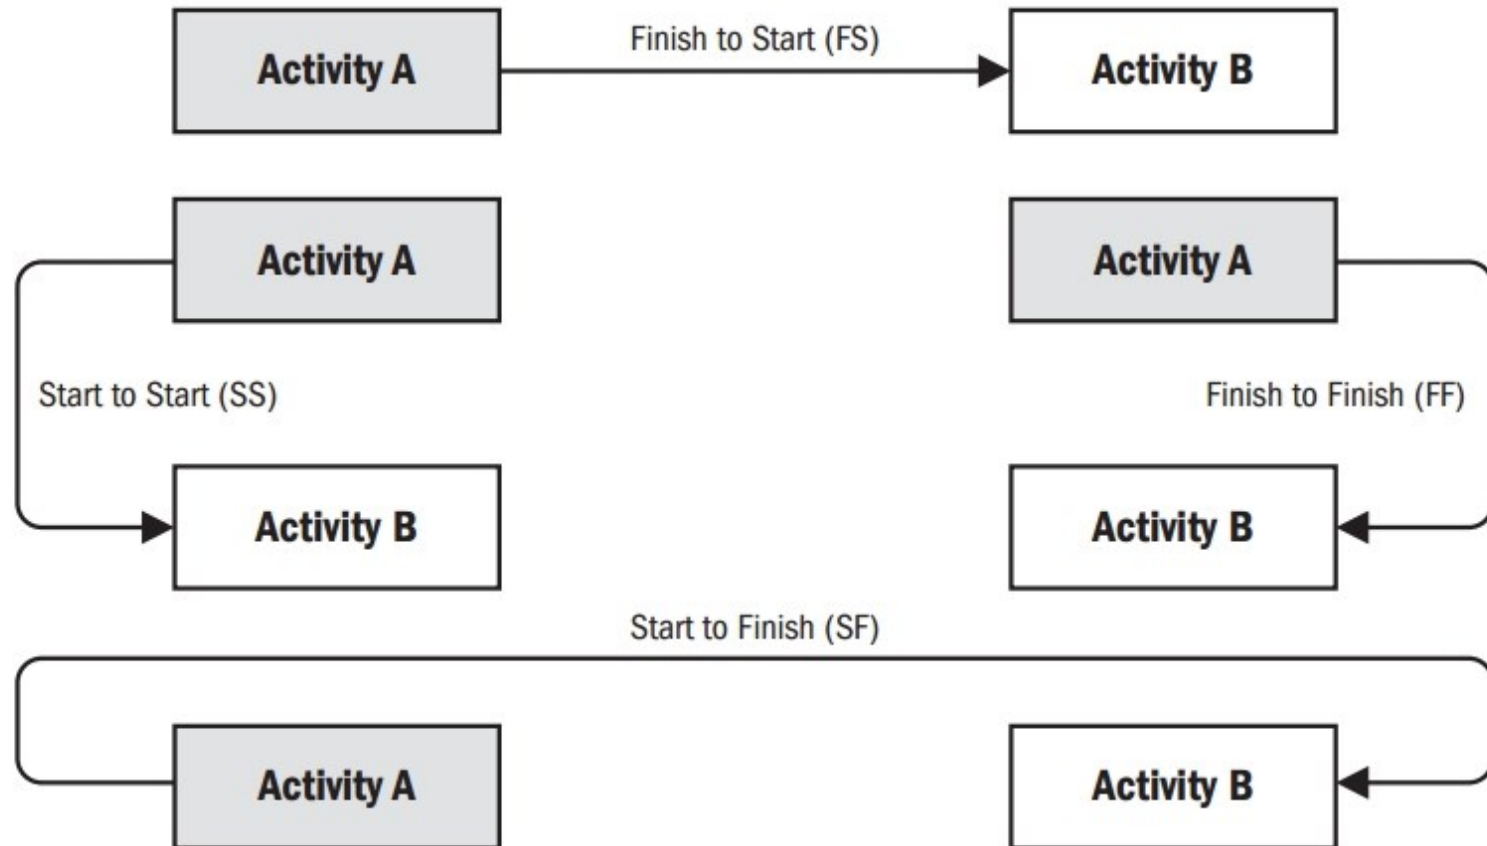 Activity A
Finish to Start (FS)
Activity B
Activity A
Activity A
Start to Start (SS)
Finish to Finish (FF)
Activity B
Activity B
Start to Finish (SF)
Activity A
Activity B